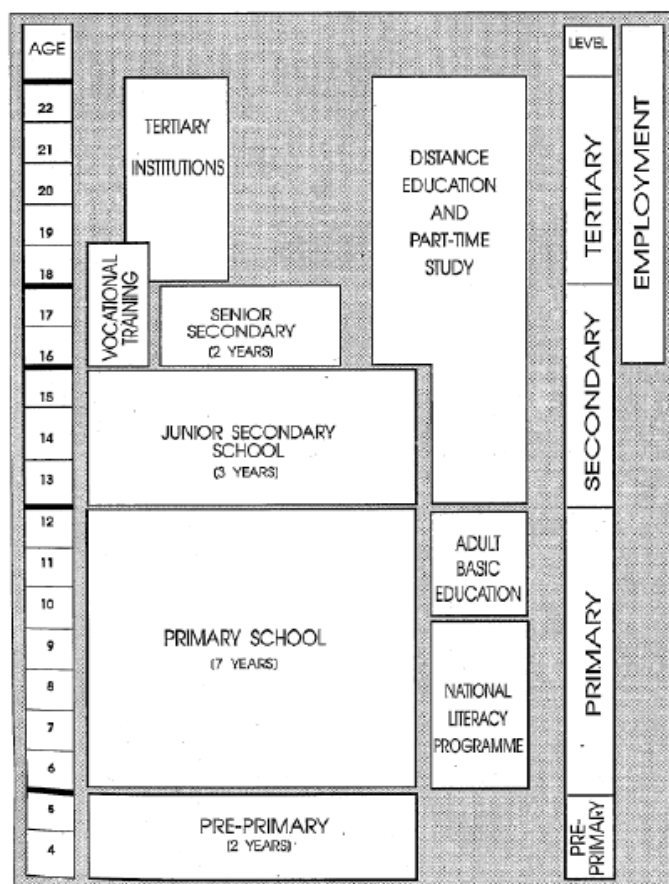 AGE
22
21
20
19
18
17
16
15
14
13
12
11
10
9
8
7
6
5
4
TERTIARY
INSTITUTIONS
VOCATIONAL
TRAINING
SENIOR
SECONDARY
(2 YEARS)
JUNIOR SECONDARY
SCHOOL
(3 YEARS)
PRIMARY SCHOOL
(7 YEARS)
PRE-PRIMARY
(2 YEARS)
DISTANCE
EDUCATION
AND
PART-TIME
STUDY
ADULT
BASIC
EDUCATION
NATIONAL
LITERACY
PROGRAMME
LEVEL
TERTIARY
SECONDARY
PRIMARY
PRE-
PRIMARY
EMPLOYMENT